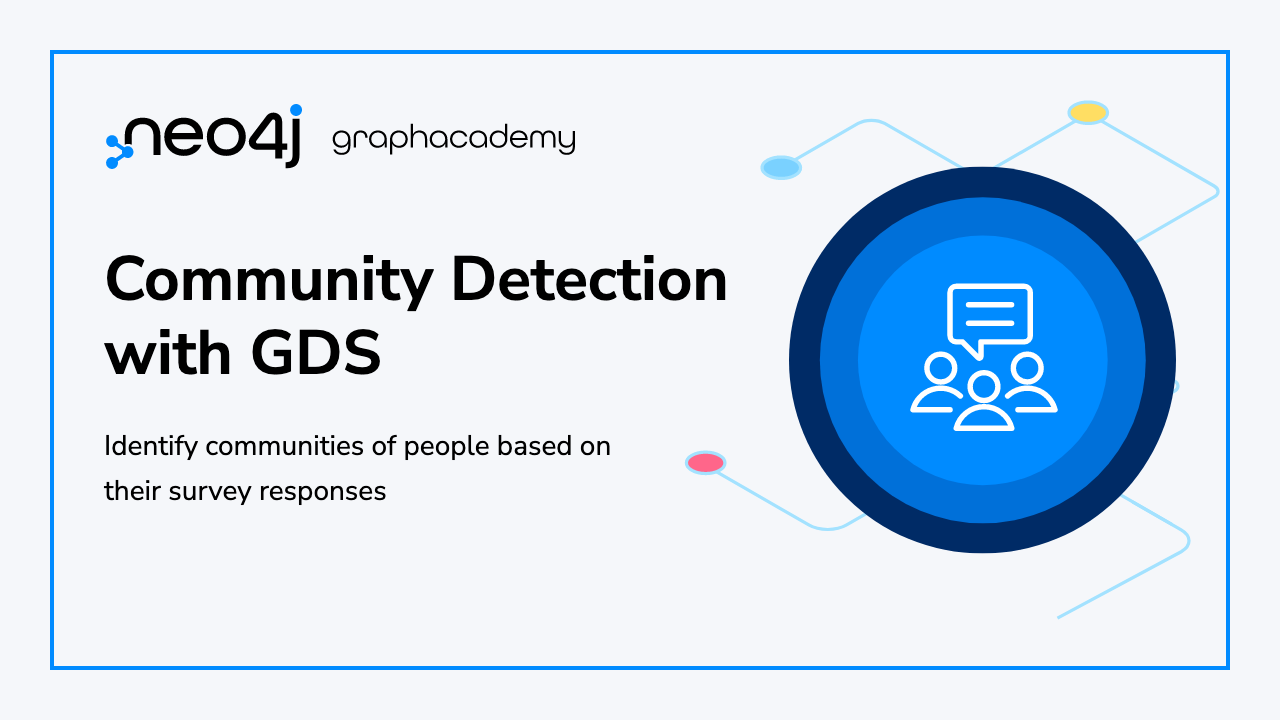 neo4j graphacademy
Community Detection
with GDS
Identify communities of people based on
their survey responses